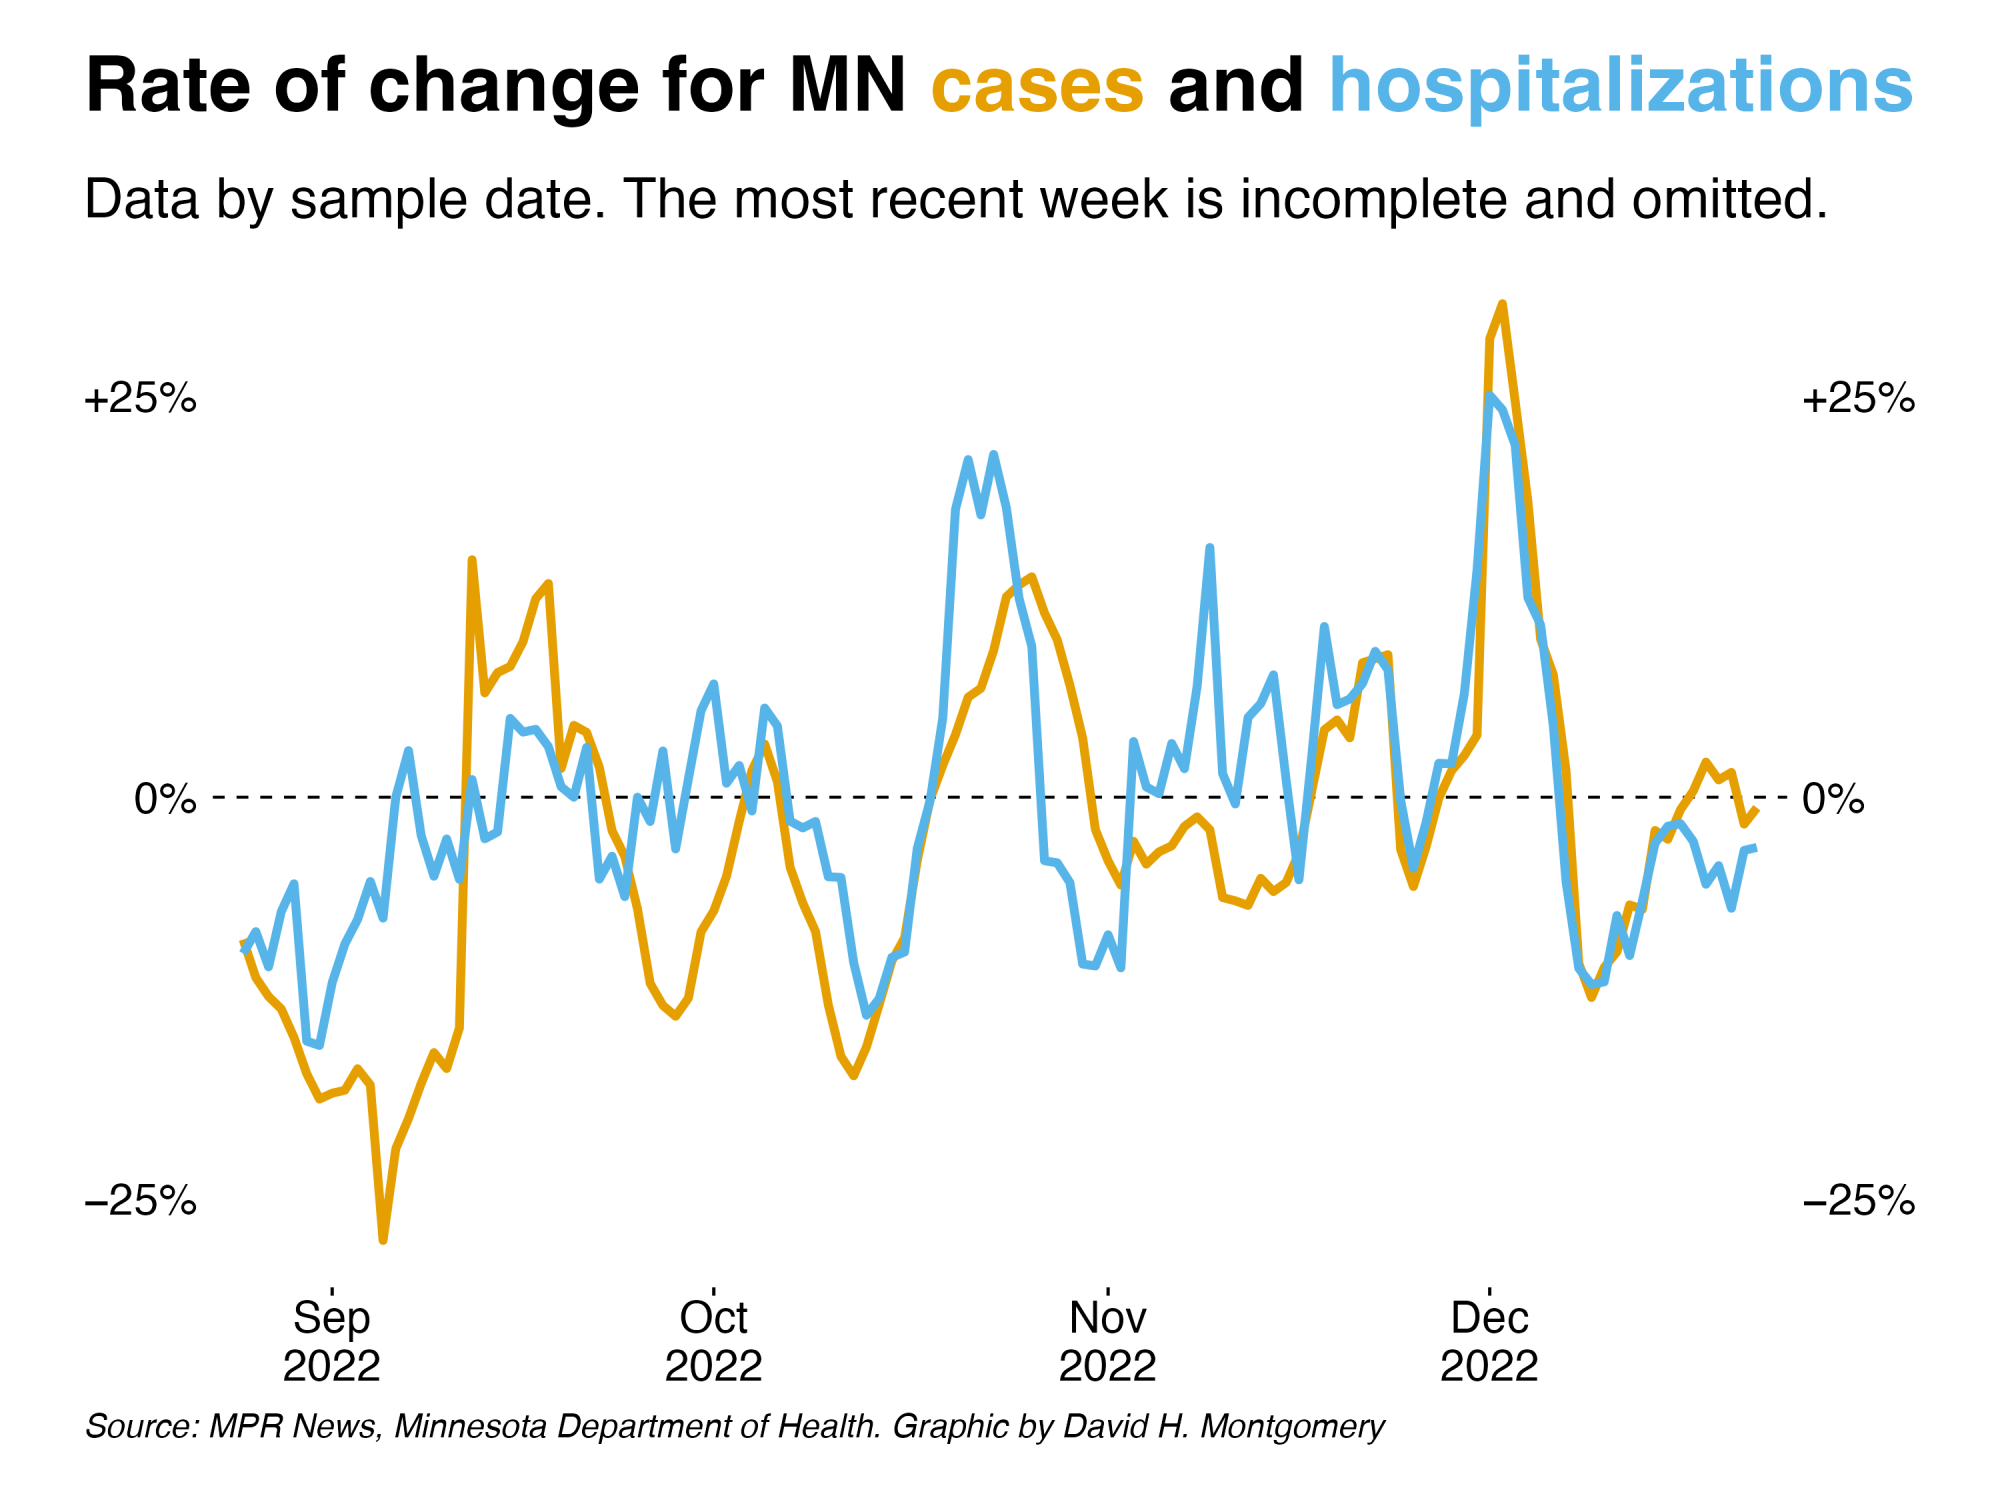 Rate of change for MN cases and hospitalizations
Data by sample date. The most recent week is incomplete and omitted.
+25% +25%
0% 0%
−25% −25%
Sep Oct Nov Dec
2022 2022 2022 2022
Source: MPR News, Minnesota Department of Health. Graphic by David H. Montgomery